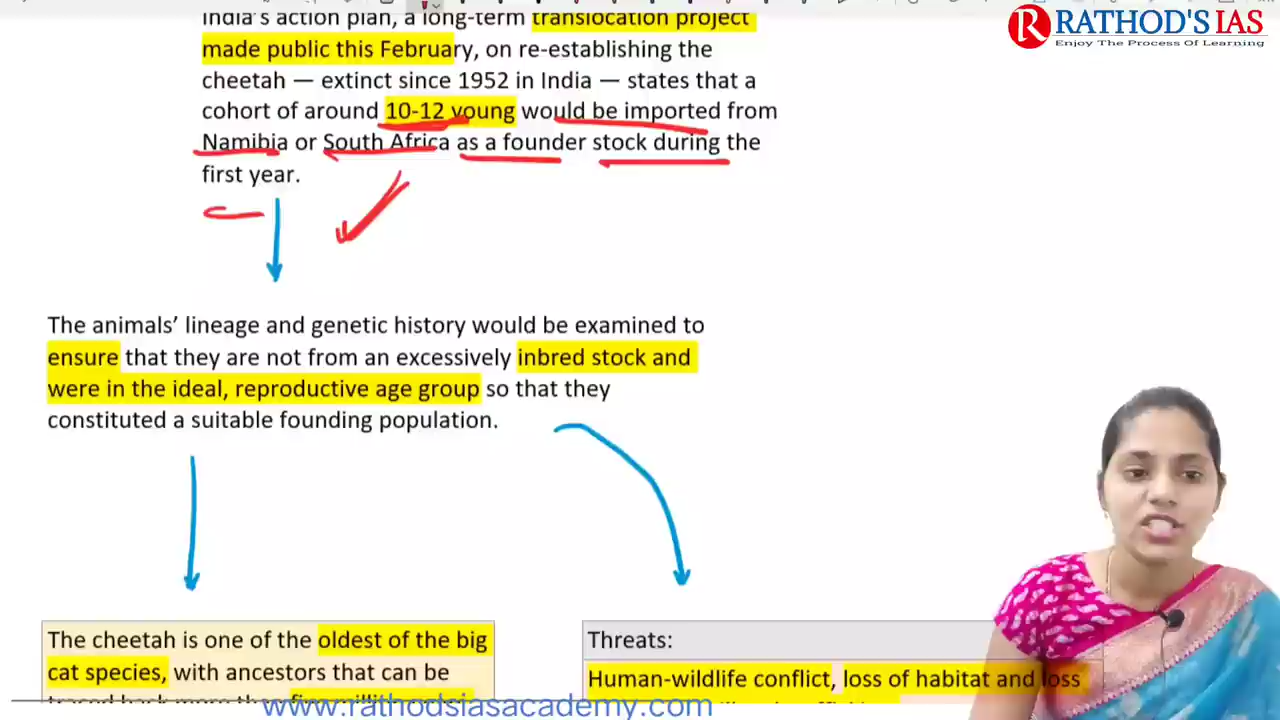 India's action plan, a long-term translocation project
made public this February, on re-establishing the
cheetah — extinct since 1952 in India — states that a
cohort of around 10-12 young would be imported from
Namibia or South Africa as a founder stock during the
first year.
RATHOD'S IAS
Enjoy The Process Of Learning
The animals' lineage and genetic history would be examined to
ensure that they are not from an excessively inbred stock and
were in the ideal, reproductive age group so that they
constituted a suitable founding population.
The cheetah is one of the oldest of the big
cat species, with ancestors that can be
traced back more than five million
Threats:
Human-wildlife conflict, loss of habitat and loss
www.rathodsiasacademy.com